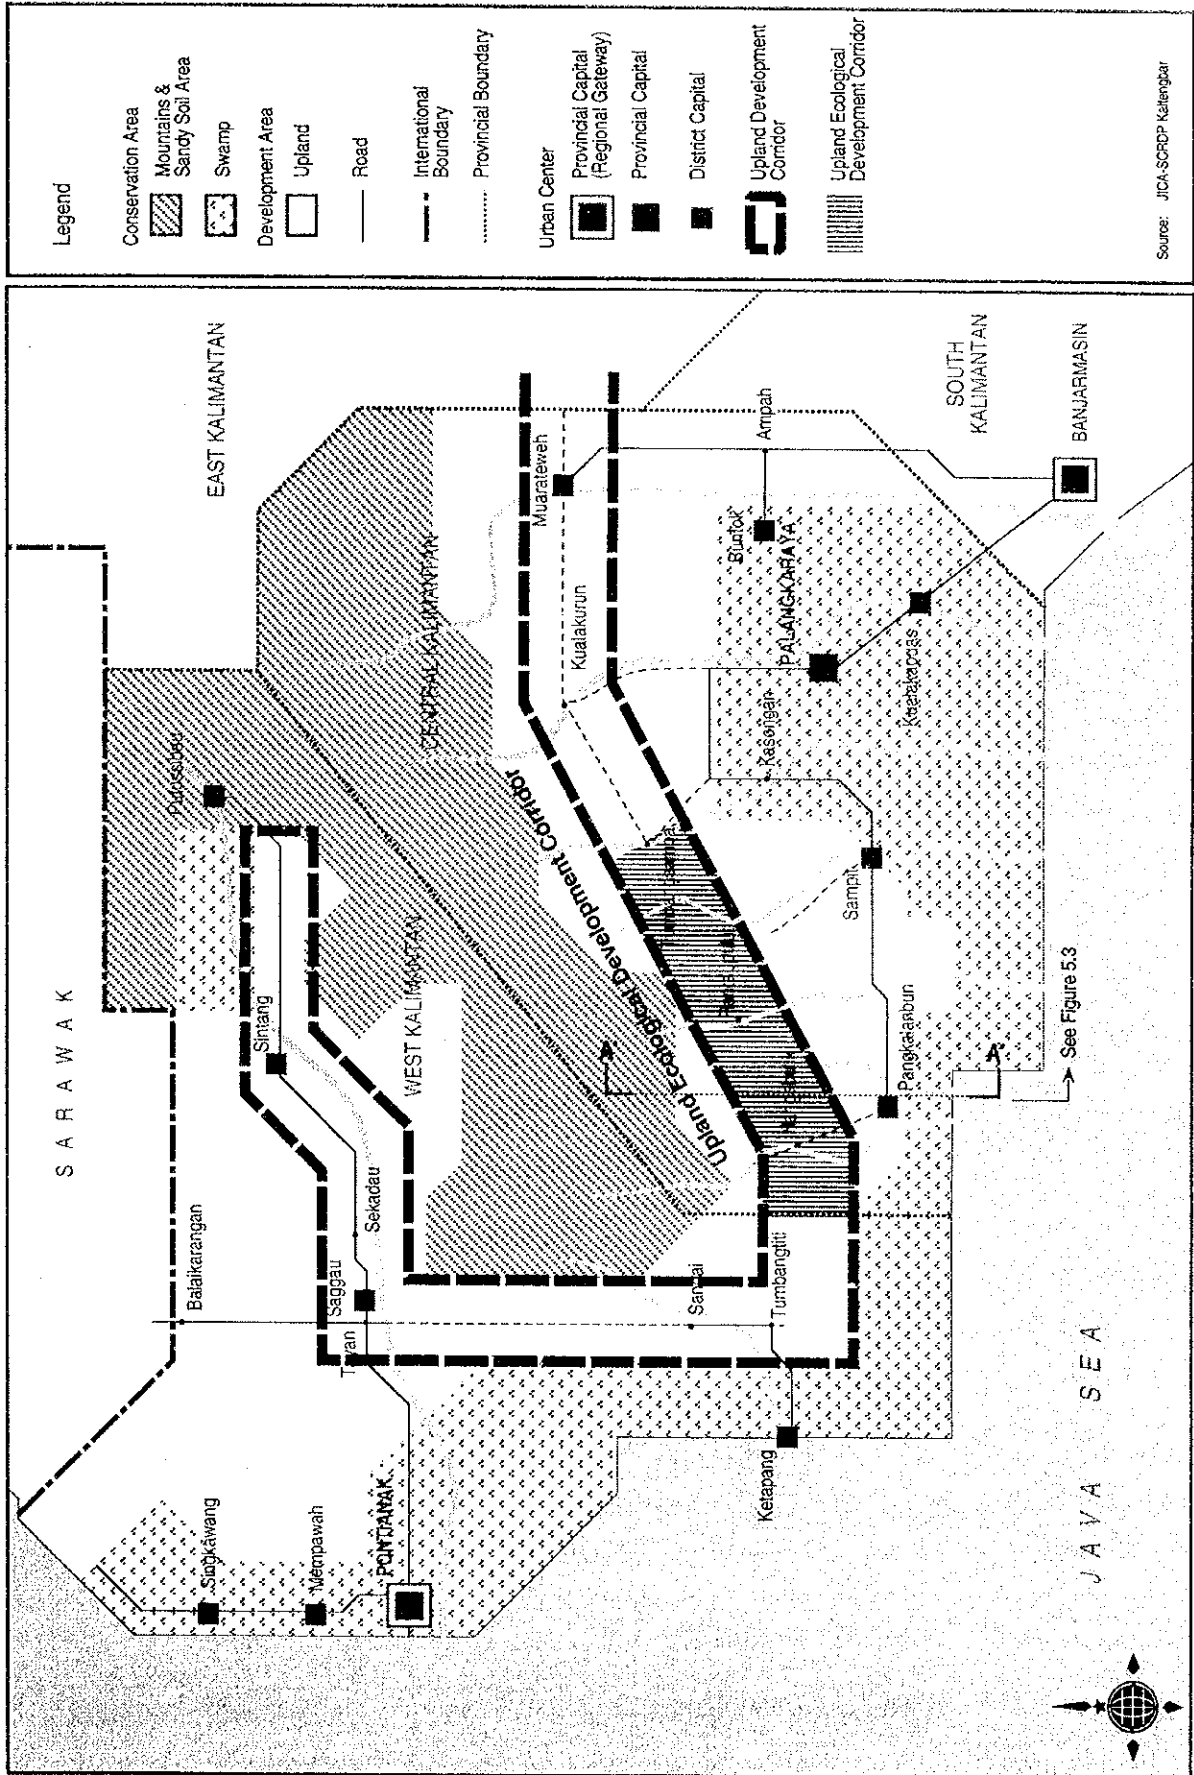 SARAWAK
EAST KALIMANTAN
Balaikarangan
Singkawang
Putussibau
Sintang
Mempawah
Saggau
Sekadau
Tayan
PONTIANAK
WEST KALIMANTAN
CENTRAL KALIMANTAN
Upland Ecological Development Corridor
Muarateweh
Kualakurun
A
Sandai
Tumbangtiti
Ketapang
Buntok
Ampah
PALANGKARAYA
Kasongan
Sampit
Pangkalanbun
Kualakapuas
A'
See Figure 5.3
SOUTH
KALIMANTAN
BANJARMASIN
JAVA SEA
Legend
Conservation Area
Mountains &
Sandy Soil Area
Swamp
Development Area
Upland
Road
International
Boundary
Provincial Boundary
Urban Center
Provincial Capital
(Regional Gateway)
Provincial Capital
District Capital
Upland Development
Corridor
Upland Ecological
Development Corridor
Source: JICA-SCRDP Kaltengbar